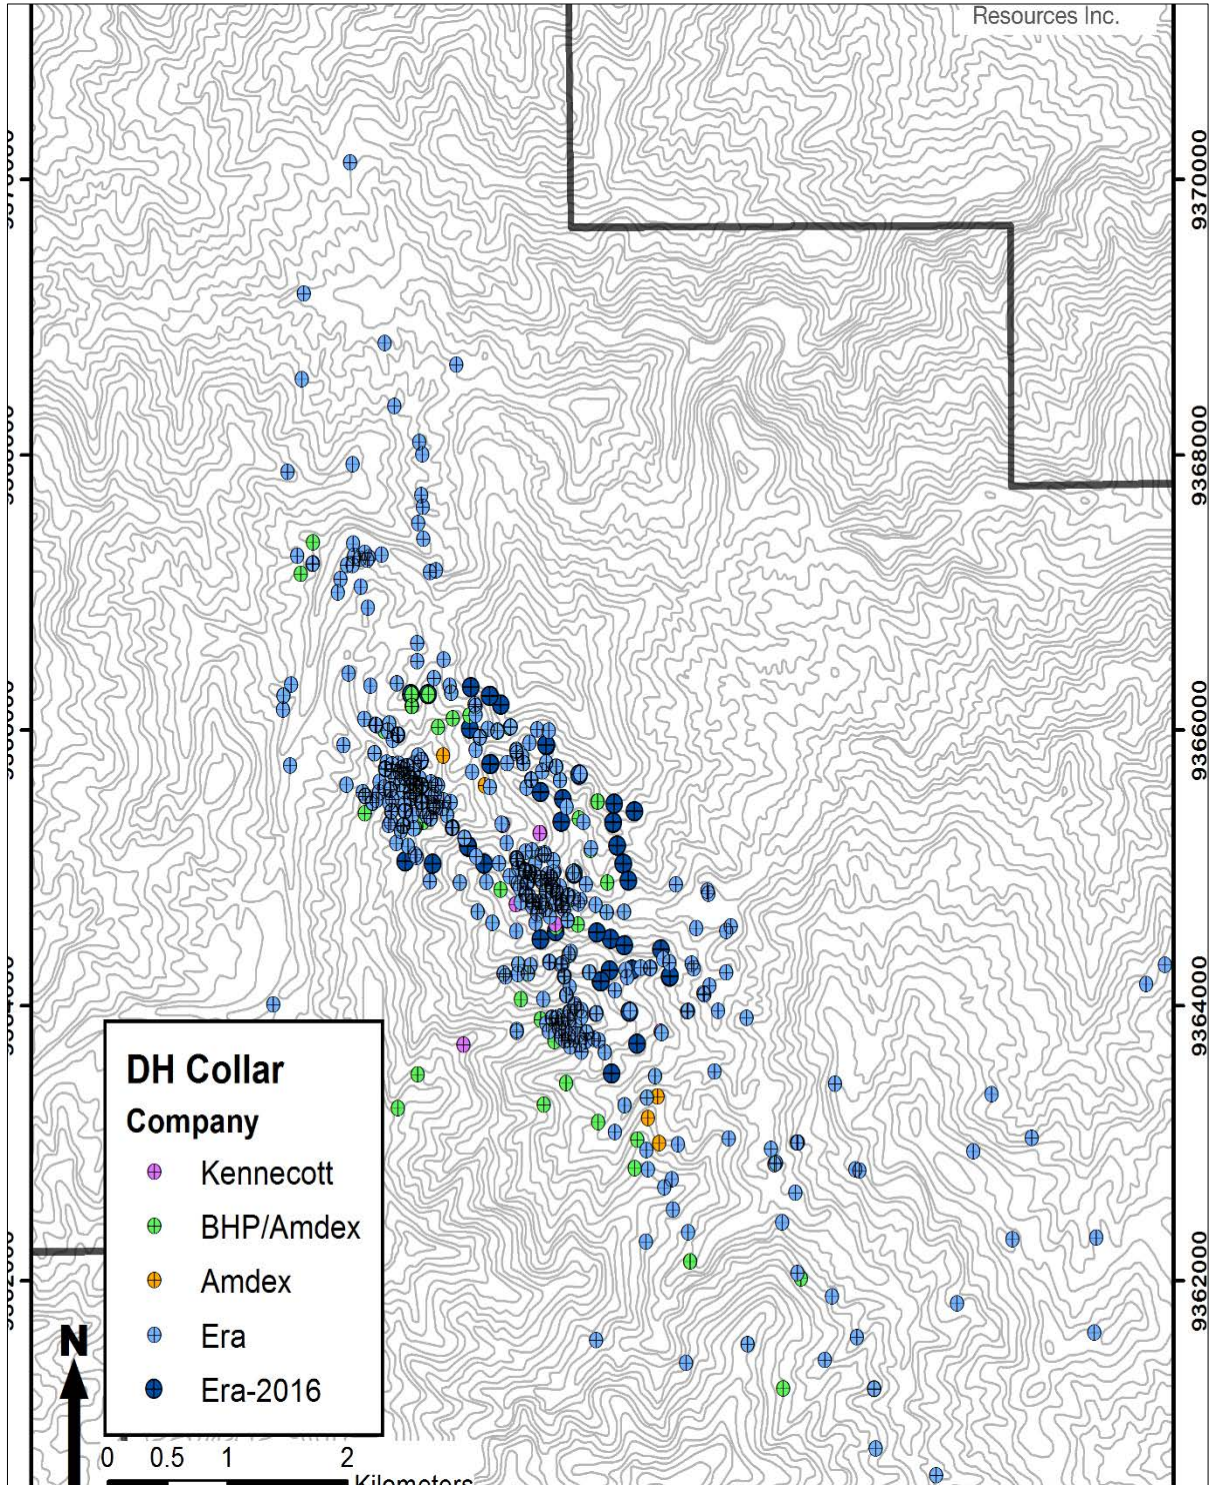 Resources Inc.
9370000
9368000
9366000
9364000
9362000
DH Collar
Company
Kennecott
BHP/Amdex
Amdex
Era
Era-2016
N
0 0.5 1 2
Kilometers